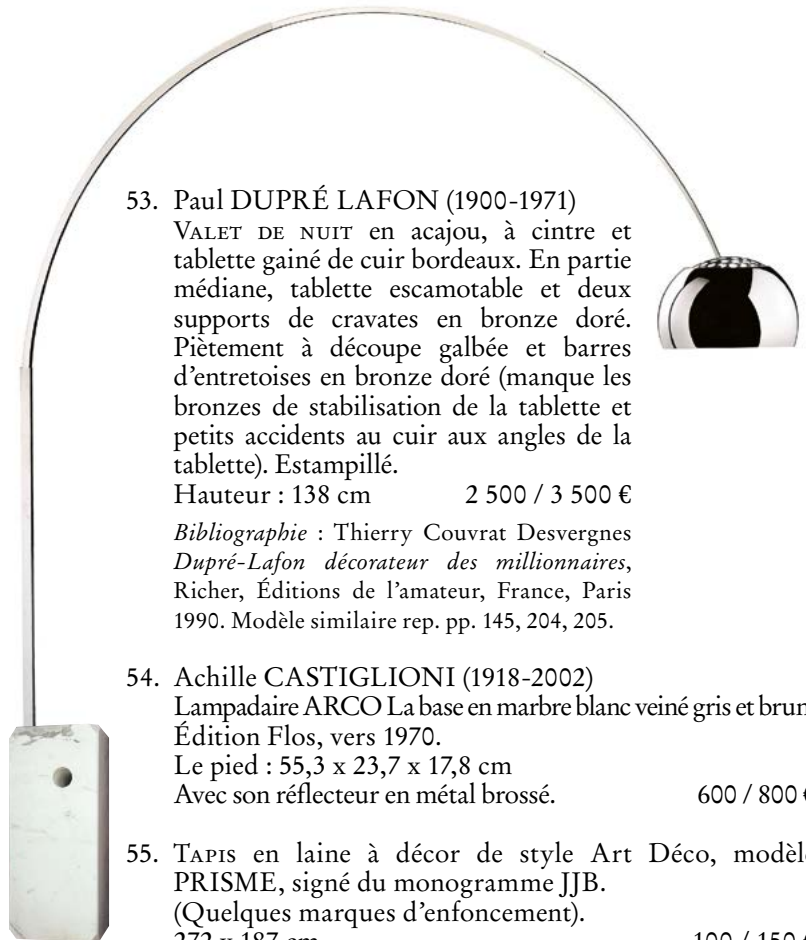 53. Paul DUPRÉ LAFON (1900-1971)
VALET DE NUIT en acajou, à cintre et
tablette gainé de cuir bordeaux. En partie
médiane, tablette escamotable et deux
supports de cravates en bronze doré.
Piètement à découpe galbée et barres
d’entretoises en bronze doré (manque les
bronzes de stabilisation de la tablette et
petits accidents au cuir aux angles de la
tablette). Estampillé.
Hauteur : 138 cm 2 500 / 3 500 €
Bibliographie : Thierry Couvrat Desvergnes
Dupré-Lafon décorateur des millionnaires,
Richer, Éditions de l’amateur, France, Paris
1990. Modèle similaire rep. pp. 145, 204, 205.
54. Achille CASTIGLIONI (1918-2002)
Lampadaire ARCO La base en marbre blanc veiné gris et brun
Édition Flos, vers 1970.
Le pied : 55,3 x 23,7 x 17,8 cm
Avec son réflecteur en métal brossé. 600 / 800 €
55. TAPIS en laine à décor de style Art Déco, modèle
PRISME, signé du monogramme JJB.
(Quelques marques d’enfoncement).
272 x 187 cm 100 / 150 €